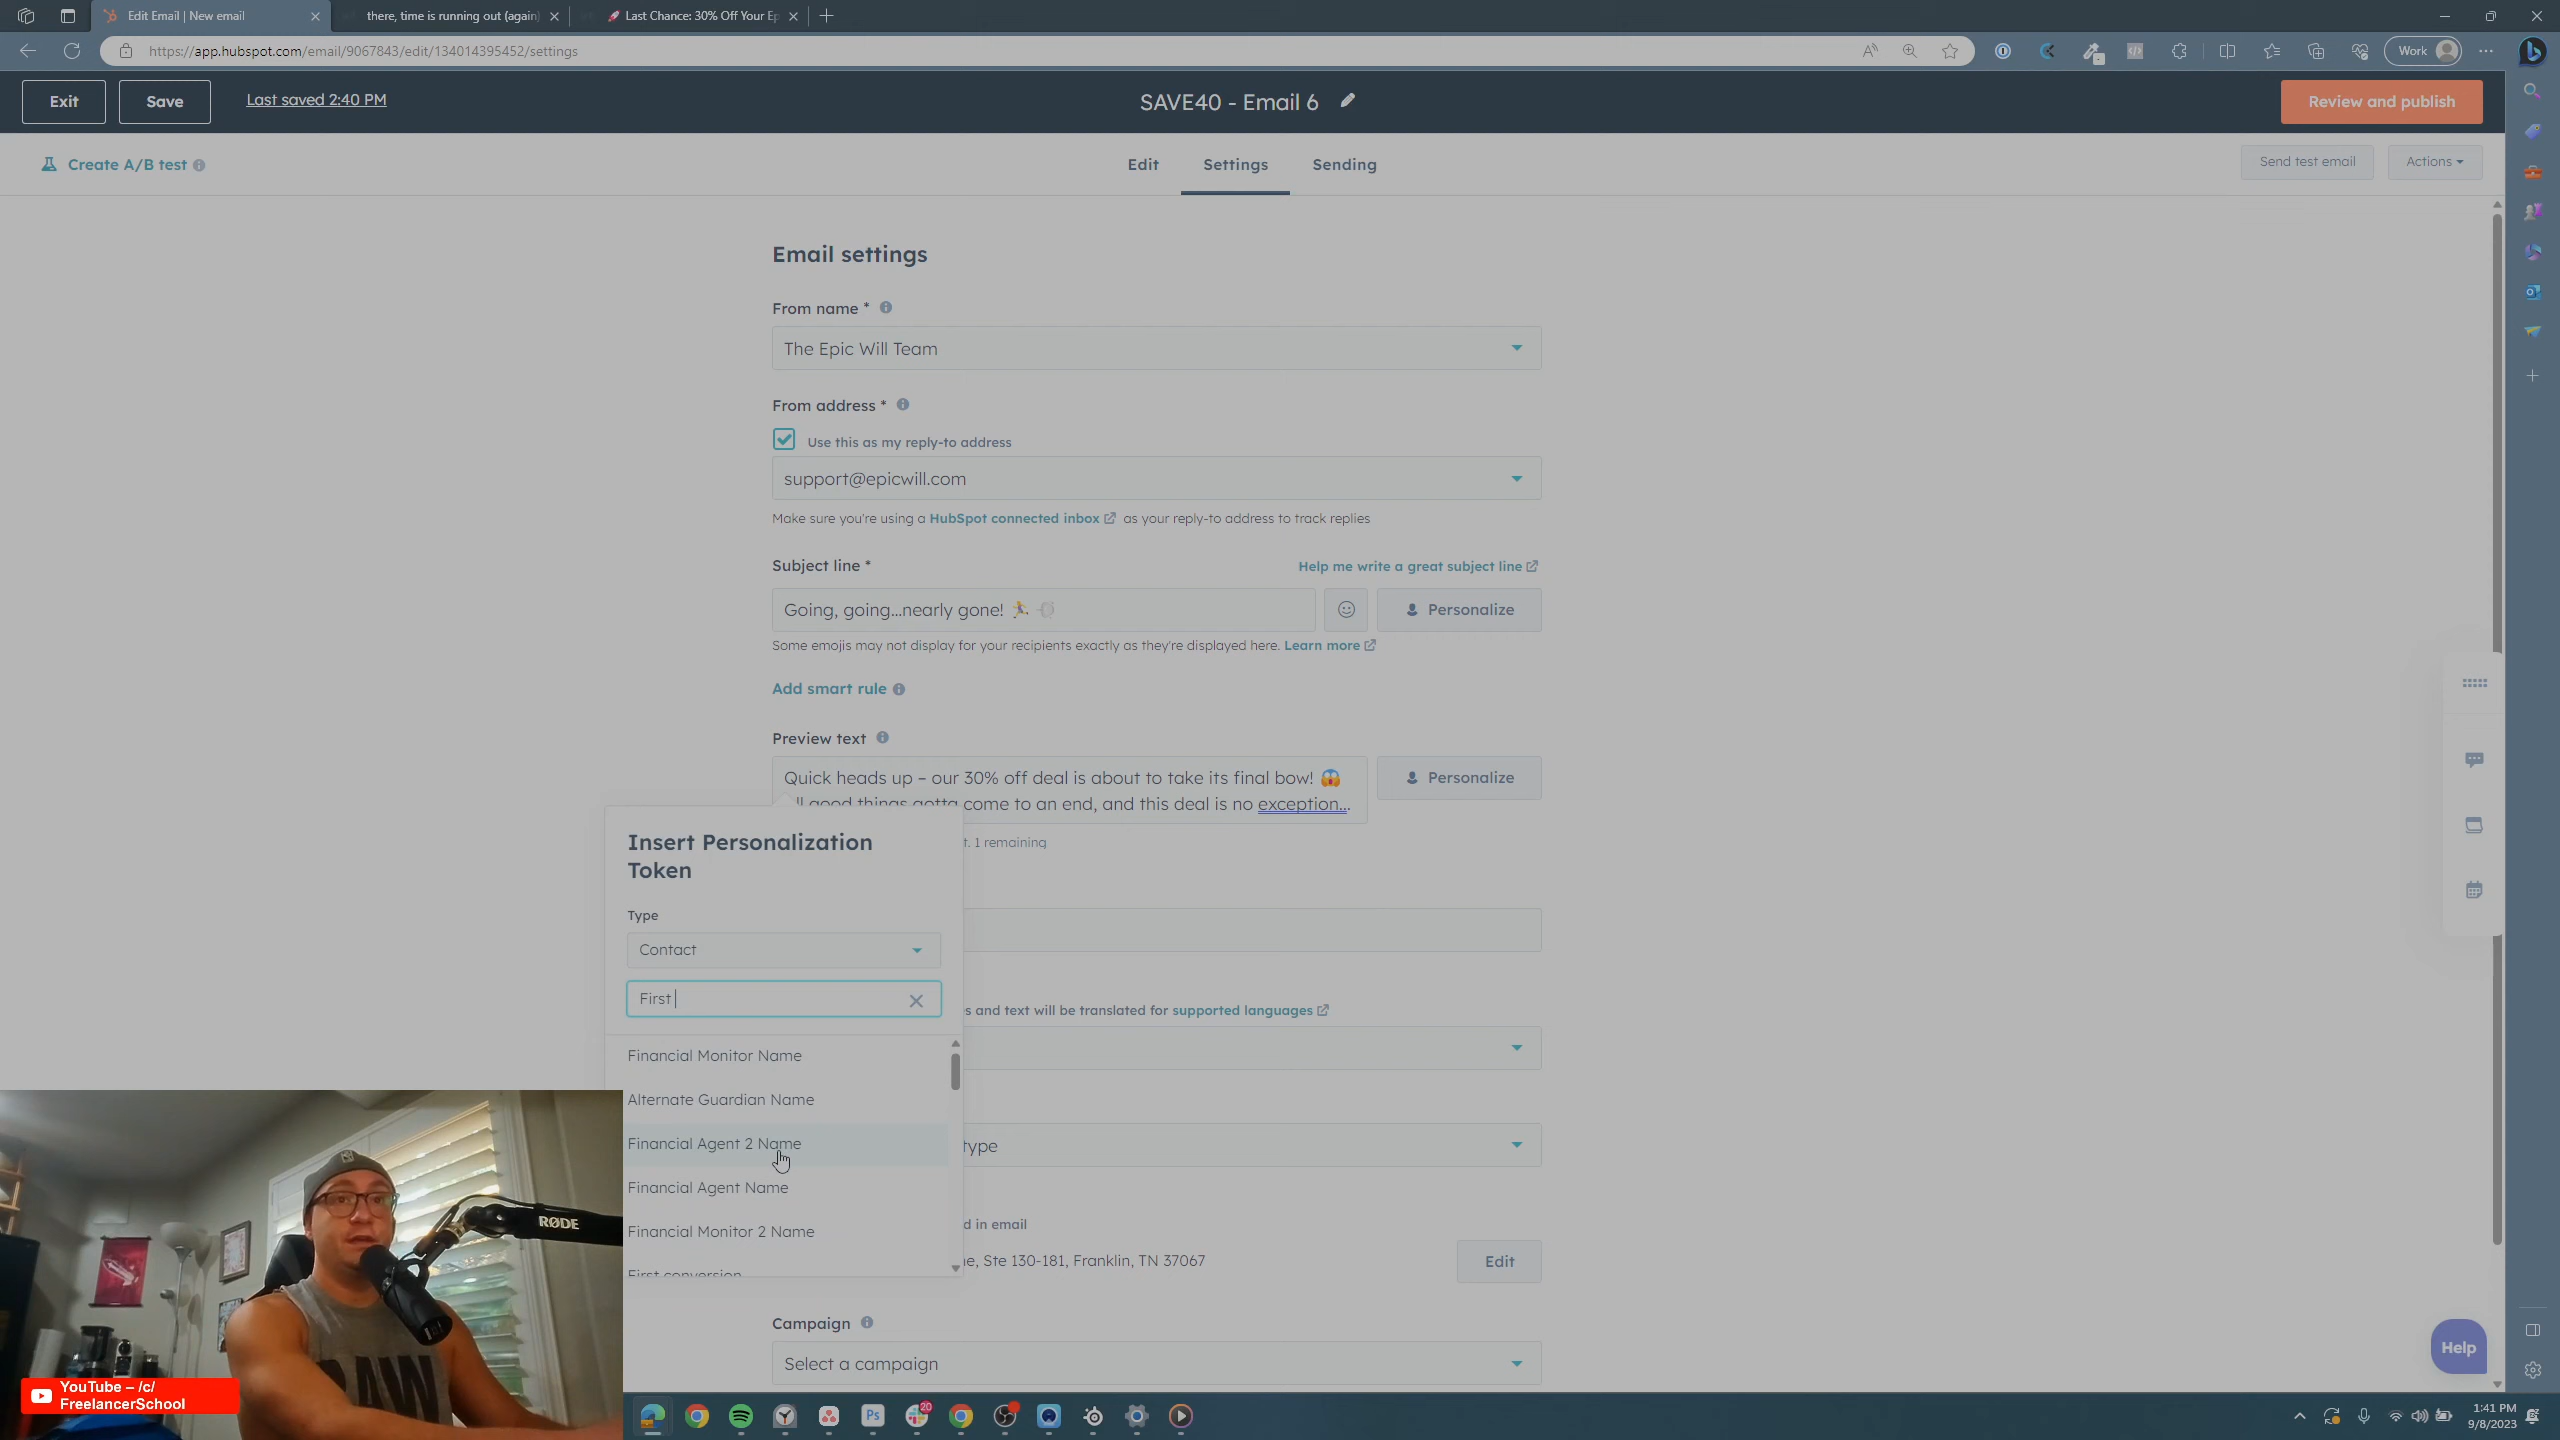 Edit Email | New email
there, time is running out (again)
🚀 Last Chance: 30% Off Your Ep
https://app.hubspot.com/email/9067843/edit/134014395452/settings
Work
Exit
Save
Last saved 2:40 PM
SAVE40 - Email 6
Review and publish
Create A/B test
Edit
Settings
Sending
Send test email
Actions
Email settings
From name *
The Epic Will Team
From address *
Use this as my reply-to address
support@epicwill.com
Make sure you're using a HubSpot connected inbox as your reply-to address to track replies
Subject line *
Help me write a great subject line
Going, going...nearly gone! 🏃
Personalize
Some emojis may not display for your recipients exactly as they're displayed here. Learn more
Add smart rule
Preview text
Quick heads up – our 30% off deal is about to take its final bow! 😱
ll good things gotta come to an end, and this deal is no exception...
Personalize
t. 1 remaining
Insert Personalization
Token
Type
Contact
First
s and text will be translated for supported languages
Financial Monitor Name
Alternate Guardian Name
Financial Agent 2 Name
Financial Agent Name
Financial Monitor 2 Name
First conversion
type
d in email
e, Ste 130-181, Franklin, TN 37067
Edit
Campaign
Select a campaign
Help
RØDE
RAW
YouTube – /c/
FreelancerSchool
Ps
20
1:41 PM
9/8/2023